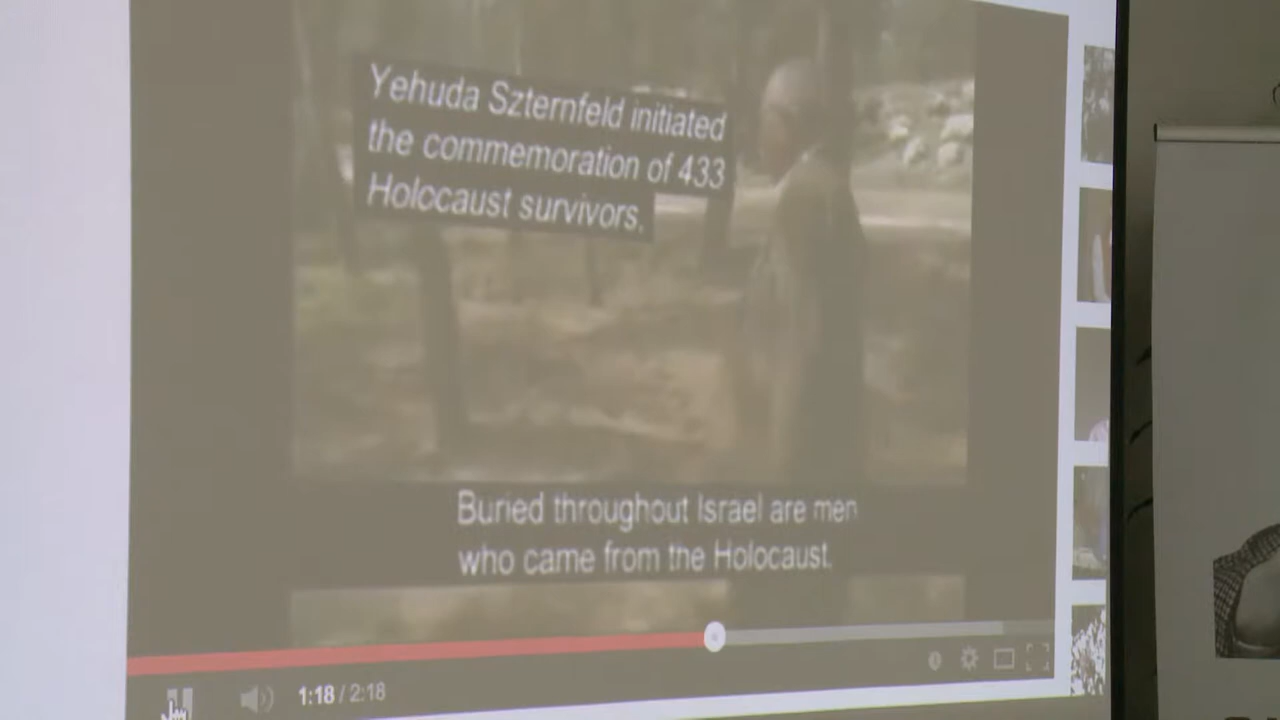 Yehuda Szternfeld initiated
the commemoration of 433
Holocaust survivors.
Buried throughout Israel are men
who came from the Holocaust.
1:18 / 2:18